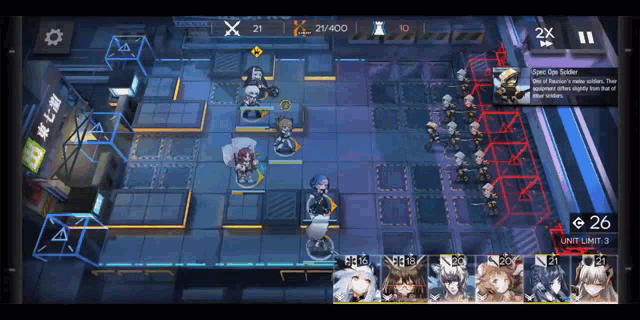 21
21/400
10
2X
Spec Ops Soldier
One of Reunion's melee soldiers. Their
equipment differs slightly from that of
other soldiers.
26
UNIT LIMIT: 3
16
18
20
20
21
21